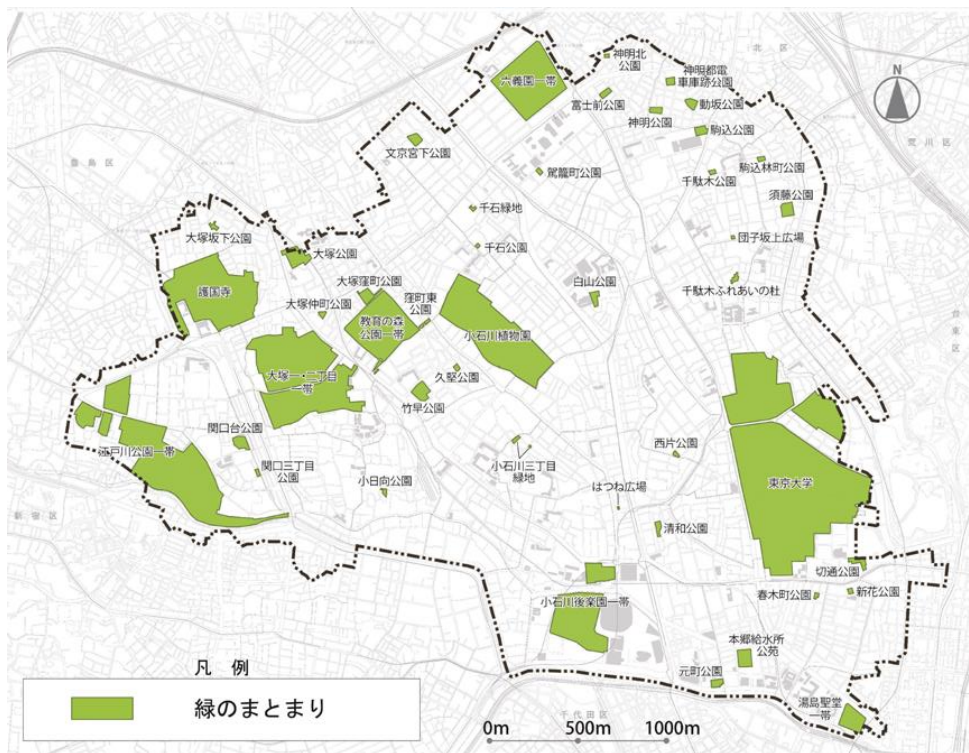 神明北
公園
北区
六義園一帯
神明都電
車庫跡公園
N
富士前公園
動坂公園
神明公園
駒込公園
荒川区
文京宮下公園
豊島区
駕籠町公園
駒込林町公園
千駄木公園
須藤公園
千石緑地
大塚坂下公園
団子坂上広場
大塚公園
千石公園
護国寺
大塚窪町公園
白山公園
千駄木ふれあいの杜
窪町東
公園
大塚仲町公園
教育の森
公園一帯
小石川植物園
台東区
大塚一・二丁目
一帯
久堅公園
竹早公園
関口台公園
江戸川公園一帯
西片公園
関口三丁目
公園
小石川三丁目
緑地
小日向公園
東京大学
はつね広場
新宿区
清和公園
切通公園
小石川後楽園一帯
春木町公園
新花公園
本郷給水所
公苑
凡 例
元町公園
湯島聖堂
一帯
緑のまとまり
千代田区
0m
500m
1000m